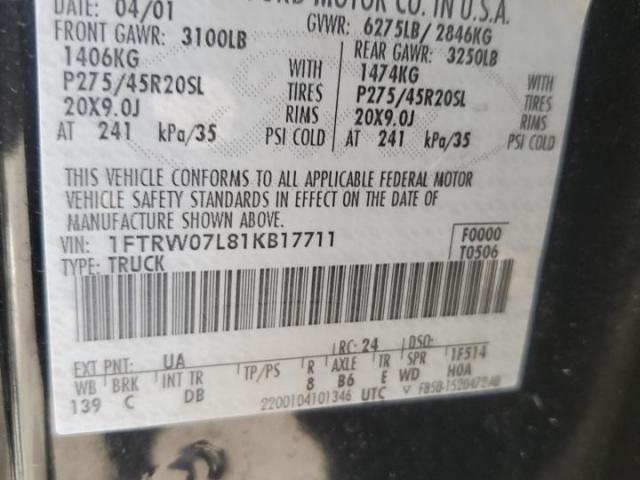 DATE: 04/01
FORD MOTOR CO. IN U.S.A.
GVWR: 6275LB/ 2846KG
FRONT GAWR: 3100LB
REAR GAWR: 3250LB
1406KG WITH 1474KG WITH
P275/45R20SL TIRES P275/45R20SL TIRES
20X9.0J RIMS 20X9.0J RIMS
AT 241 kPa/35 PSI COLD AT 241 kPa/35 PSI COLD
THIS VEHICLE CONFORMS TO ALL APPLICABLE FEDERAL MOTOR
VEHICLE SAFETY STANDARDS IN EFFECT ON THE DATE OF
MANUFACTURE SHOWN ABOVE.
VIN: 1FTRW07L81KB17711 F0000
TYPE: TRUCK T0506
EXT PNT: UA RC: 24 DSO:
WB BRK INT TR TP/PS R AXLE TR SPR 1F514
139 C DB 8 B6 E WD H0A
2200104101346 UTC